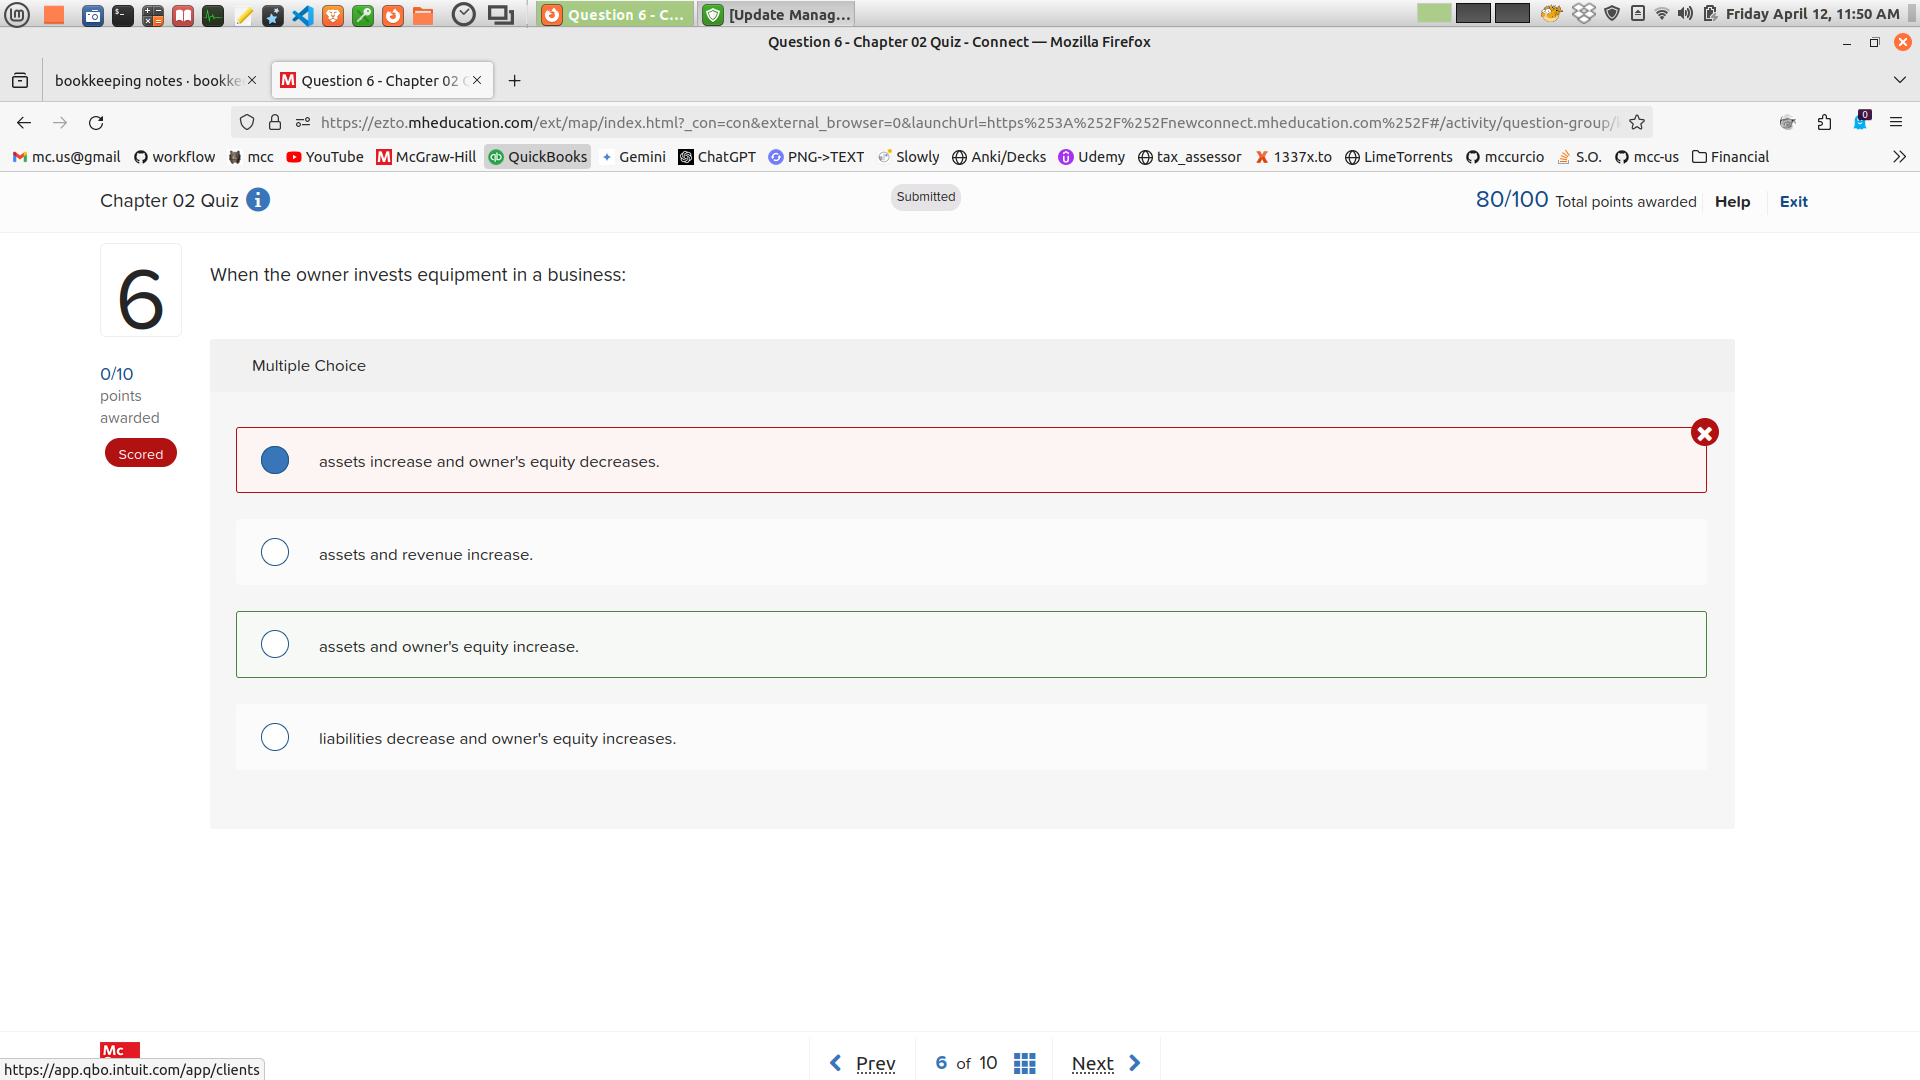 Question 6 - C...
[Update Manag...
Friday April 12, 11:50 AM
Question 6 - Chapter 02 Quiz - Connect — Mozilla Firefox
bookkeeping notes · bookke
Question 6 - Chapter 02
https://ezto.mheducation.com/ext/map/index.html?_con=con&external_browser=0&launchUrl=https%253A%252F%252Fnewconnect.mheducation.com%252F#/activity/question-group/
0
mc.us@gmail workflow mcc YouTube McGraw-Hill QuickBooks Gemini ChatGPT PNG->TEXT Slowly Anki/Decks Udemy tax_assessor 1337x.to LimeTorrents mccurcio S.O. mcc-us Financial
Chapter 02 Quiz
Submitted
80/100 Total points awarded
Help
Exit
6
When the owner invests equipment in a business:
0/10
points
awarded
Scored
Multiple Choice
assets increase and owner's equity decreases.
assets and revenue increase.
assets and owner's equity increase.
liabilities decrease and owner's equity increases.
Mc
Prev
6 of 10
Next
https://app.qbo.intuit.com/app/clients